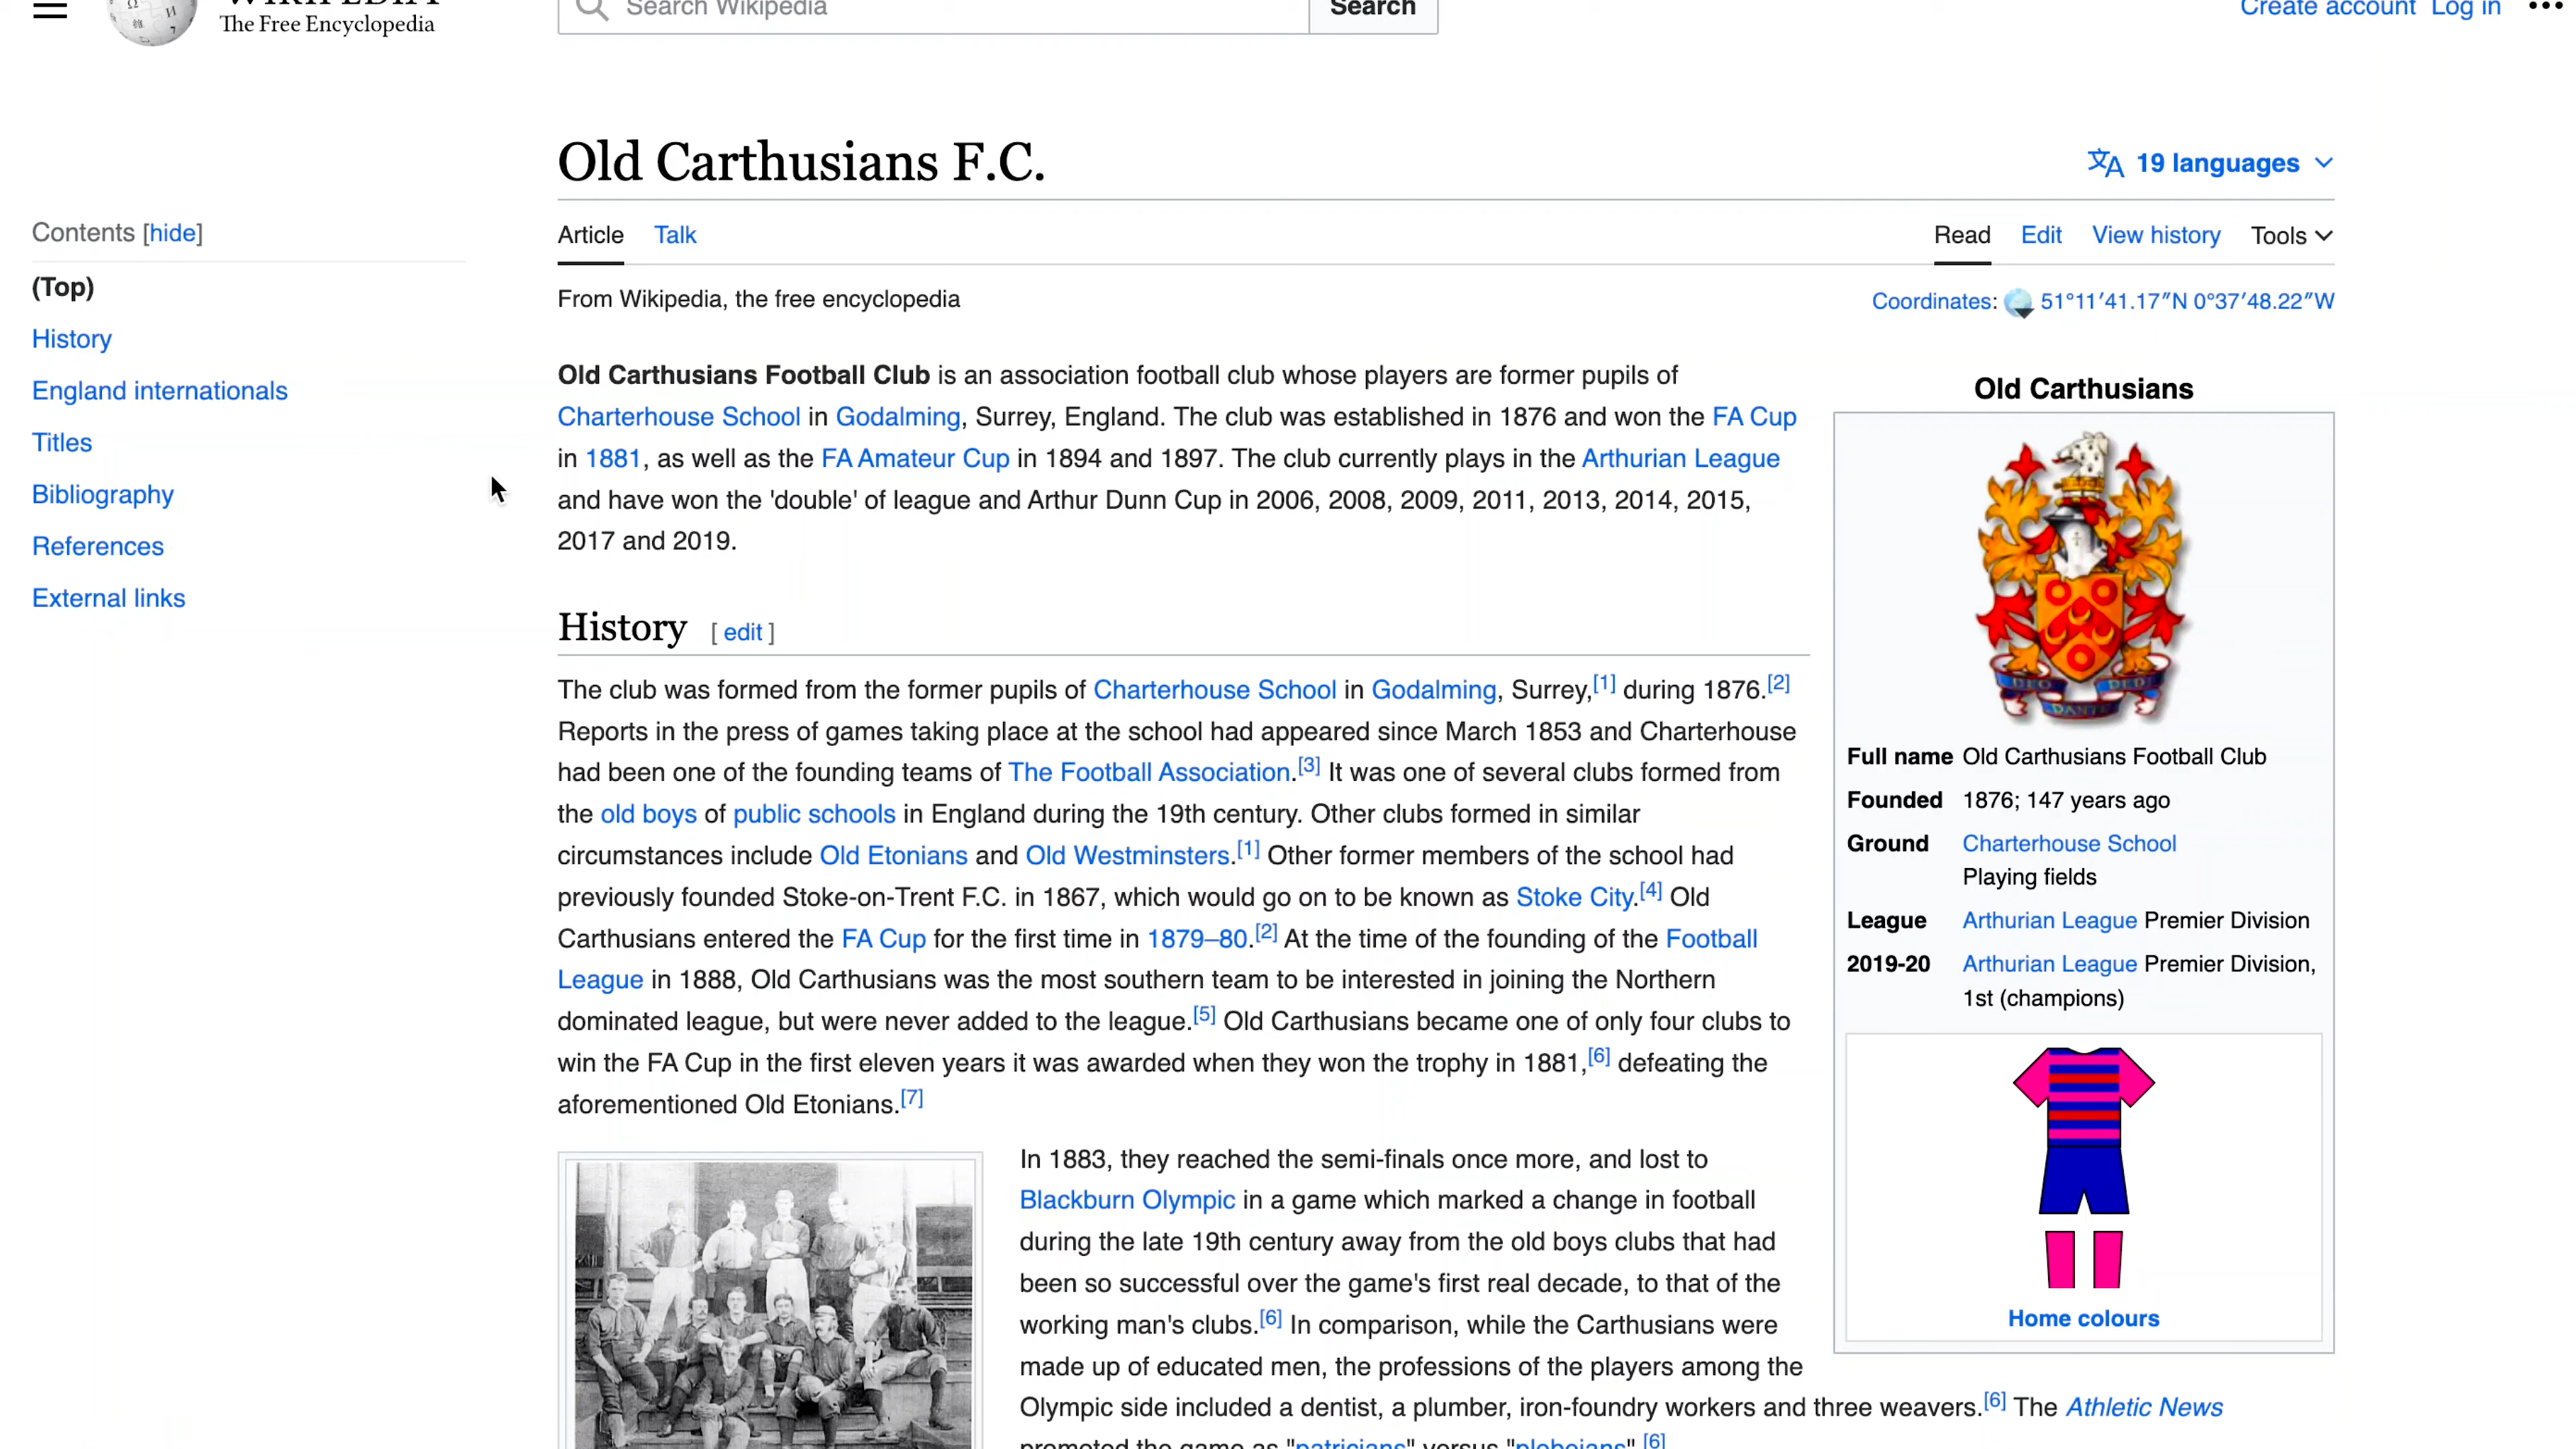 The Free Encyclopedia
Search Wikipedia
Search
Create account Log in
Old Carthusians F.C.
19 languages
Contents [hide]
(Top)
History
England internationals
Titles
Bibliography
References
External links
Article Talk
Read Edit View history Tools
From Wikipedia, the free encyclopedia
Coordinates: 51°11′41.17″N 0°37′48.22″W
Old Carthusians Football Club is an association football club whose players are former pupils of
Charterhouse School in Godalming, Surrey, England. The club was established in 1876 and won the FA Cup
in 1881, as well as the FA Amateur Cup in 1894 and 1897. The club currently plays in the Arthurian League
and have won the 'double' of league and Arthur Dunn Cup in 2006, 2008, 2009, 2011, 2013, 2014, 2015,
2017 and 2019.
History [ edit ]
The club was formed from the former pupils of Charterhouse School in Godalming, Surrey,[1] during 1876.[2]
Reports in the press of games taking place at the school had appeared since March 1853 and Charterhouse
had been one of the founding teams of The Football Association.[3] It was one of several clubs formed from
the old boys of public schools in England during the 19th century. Other clubs formed in similar
circumstances include Old Etonians and Old Westminsters.[1] Other former members of the school had
previously founded Stoke-on-Trent F.C. in 1867, which would go on to be known as Stoke City.[4] Old
Carthusians entered the FA Cup for the first time in 1879–80.[2] At the time of the founding of the Football
League in 1888, Old Carthusians was the most southern team to be interested in joining the Northern
dominated league, but were never added to the league.[5] Old Carthusians became one of only four clubs to
win the FA Cup in the first eleven years it was awarded when they won the trophy in 1881,[6] defeating the
aforementioned Old Etonians.[7]
In 1883, they reached the semi-finals once more, and lost to
Blackburn Olympic in a game which marked a change in football
during the late 19th century away from the old boys clubs that had
been so successful over the game's first real decade, to that of the
working man's clubs.[6] In comparison, while the Carthusians were
made up of educated men, the professions of the players among the
Olympic side included a dentist, a plumber, iron-foundry workers and three weavers.[6] The Athletic News
promoted the game as "patricians" versus "plebeians".[6]
Old Carthusians
DEO DEDI
DANTE
Full name Old Carthusians Football Club
Founded 1876; 147 years ago
Ground Charterhouse School
Playing fields
League Arthurian League Premier Division
2019-20 Arthurian League Premier Division,
1st (champions)
Home colours